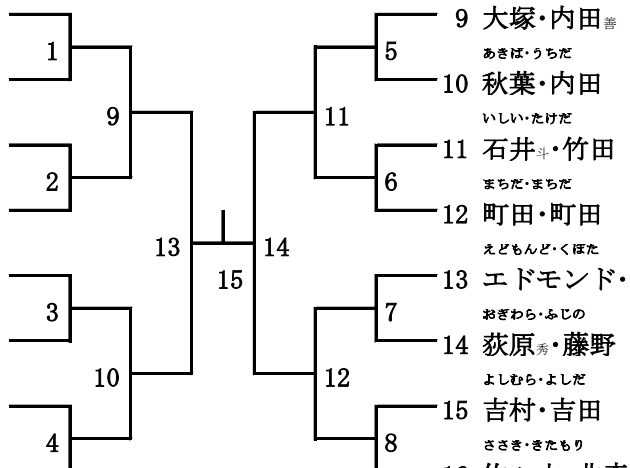 9 大塚・内田善
1
5
あきば・うちだ
10 秋葉・内田
9
11
いしい・たけだ
11 石井斗・竹田
2
6
まちだ・まちだ
12 町田・町田
13
14
えどもんど・くぼた
15
13 エドモンド・
3
7
おぎわら・ふじの
14 荻原秀・藤野
10
12
よしむら・よしだ
15 吉村・吉田
4
8
ささき・きたもり